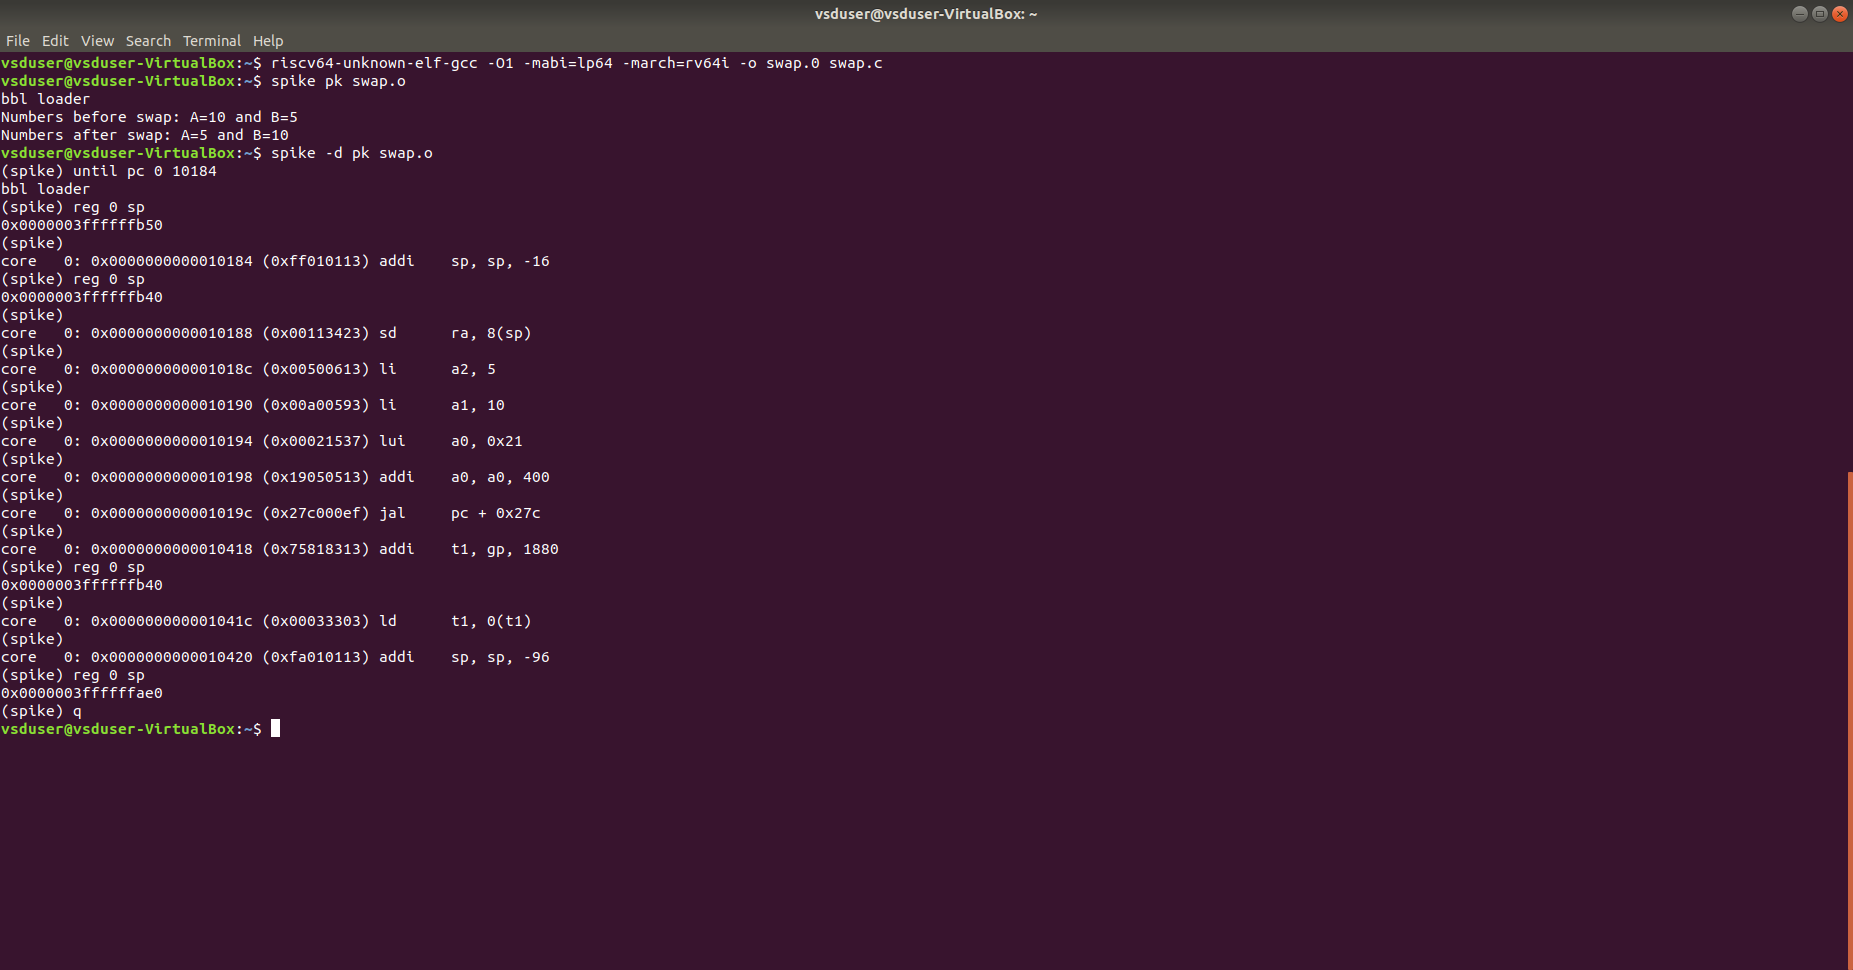 vsduser@vsduser-VirtualBox: ~
File Edit View Search Terminal Help
vsduser@vsduser-VirtualBox:~$ riscv64-unknown-elf-gcc -O1 -mabi=lp64 -march=rv64i -o swap.0 swap.c
vsduser@vsduser-VirtualBox:~$ spike pk swap.o
bbl loader
Numbers before swap: A=10 and B=5
Numbers after swap: A=5 and B=10
vsduser@vsduser-VirtualBox:~$ spike -d pk swap.o
(spike) until pc 0 10184
bbl loader
(spike) reg 0 sp
0x0000003ffffffb50
(spike)
core   0: 0x0000000000010184 (0xff010113) addi    sp, sp, -16
(spike) reg 0 sp
0x0000003ffffffb40
(spike)
core   0: 0x0000000000010188 (0x00113423) sd      ra, 8(sp)
(spike)
core   0: 0x000000000001018c (0x00500613) li      a2, 5
(spike)
core   0: 0x0000000000010190 (0x00a00593) li      a1, 10
(spike)
core   0: 0x0000000000010194 (0x00021537) lui     a0, 0x21
(spike)
core   0: 0x0000000000010198 (0x19050513) addi    a0, a0, 400
(spike)
core   0: 0x000000000001019c (0x27c000ef) jal     pc + 0x27c
(spike)
core   0: 0x0000000000010418 (0x75818313) addi    t1, gp, 1880
(spike) reg 0 sp
0x0000003ffffffb40
(spike)
core   0: 0x000000000001041c (0x00033303) ld      t1, 0(t1)
(spike)
core   0: 0x0000000000010420 (0xfa010113) addi    sp, sp, -96
(spike) reg 0 sp
0x0000003ffffffae0
(spike) q
vsduser@vsduser-VirtualBox:~$